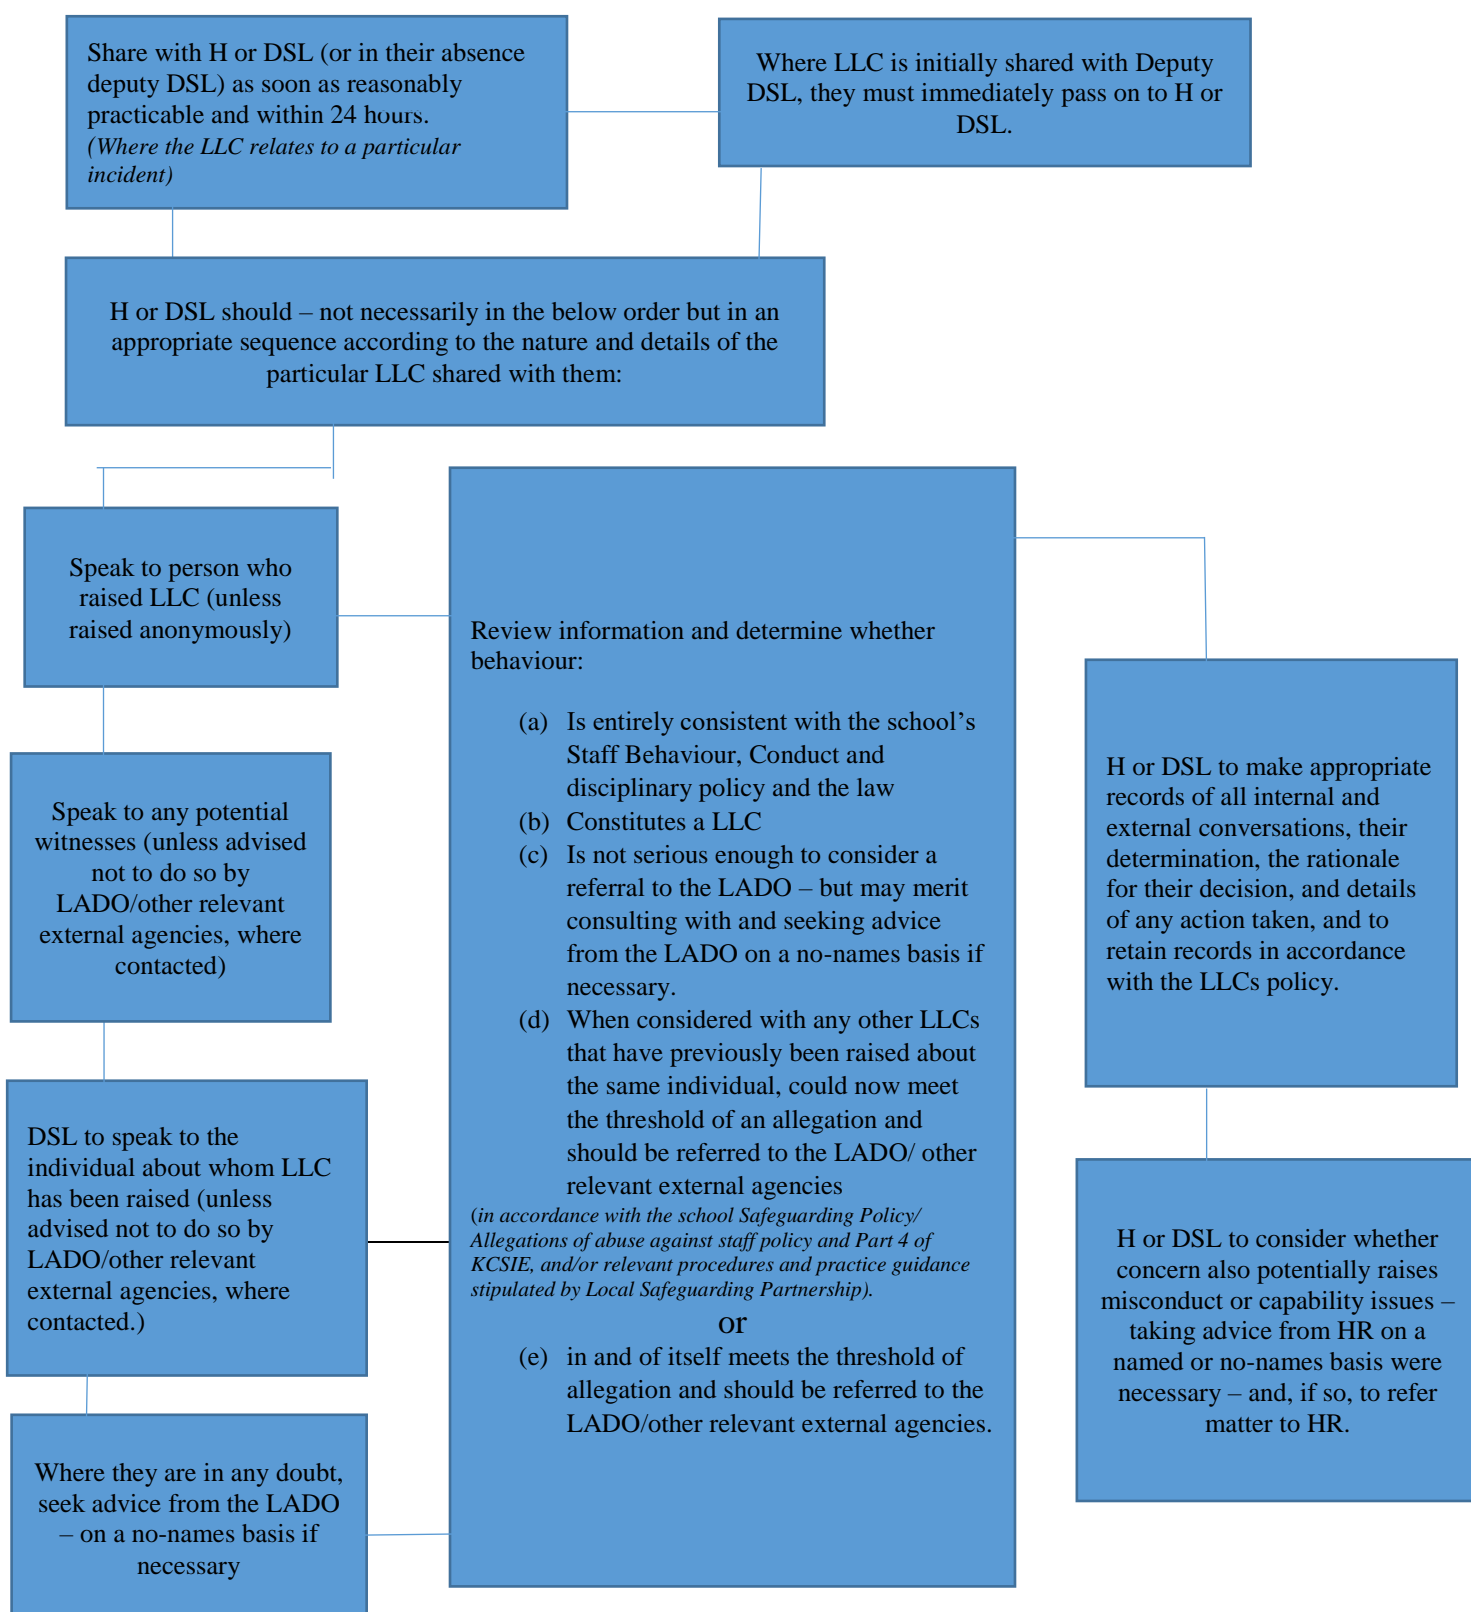 Share with H or DSL (or in their absence
deputy DSL) as soon as reasonably
practicable and within 24 hours.
(Where the LLC relates to a particular
incident)
Where LLC is initially shared with Deputy
DSL, they must immediately pass on to H or
DSL.
H or DSL should – not necessarily in the below order but in an
appropriate sequence according to the nature and details of the
particular LLC shared with them:
Speak to person who
raised LLC (unless
raised anonymously)
Speak to any potential
witnesses (unless advised
not to do so by
LADO/other relevant
external agencies, where
contacted)
DSL to speak to the
individual about whom LLC
has been raised (unless
advised not to do so by
LADO/other relevant
external agencies, where
contacted.)
Where they are in any doubt,
seek advice from the LADO
– on a no-names basis if
necessary
Review information and determine whether
behaviour:
(a) Is entirely consistent with the school’s
Staff Behaviour, Conduct and
disciplinary policy and the law
(b) Constitutes a LLC
(c) Is not serious enough to consider a
referral to the LADO – but may merit
consulting with and seeking advice
from the LADO on a no-names basis if
necessary.
(d) When considered with any other LLCs
that have previously been raised about
the same individual, could now meet
the threshold of an allegation and
should be referred to the LADO/ other
relevant external agencies
(in accordance with the school Safeguarding Policy/
Allegations of abuse against staff policy and Part 4 of
KCSIE, and/or relevant procedures and practice guidance
stipulated by Local Safeguarding Partnership).
or
(e) in and of itself meets the threshold of
allegation and should be referred to the
LADO/other relevant external agencies.
H or DSL to make appropriate
records of all internal and
external conversations, their
determination, the rationale
for their decision, and details
of any action taken, and to
retain records in accordance
with the LLCs policy.
H or DSL to consider whether
concern also potentially raises
misconduct or capability issues –
taking advice from HR on a
named or no-names basis were
necessary – and, if so, to refer
matter to HR.